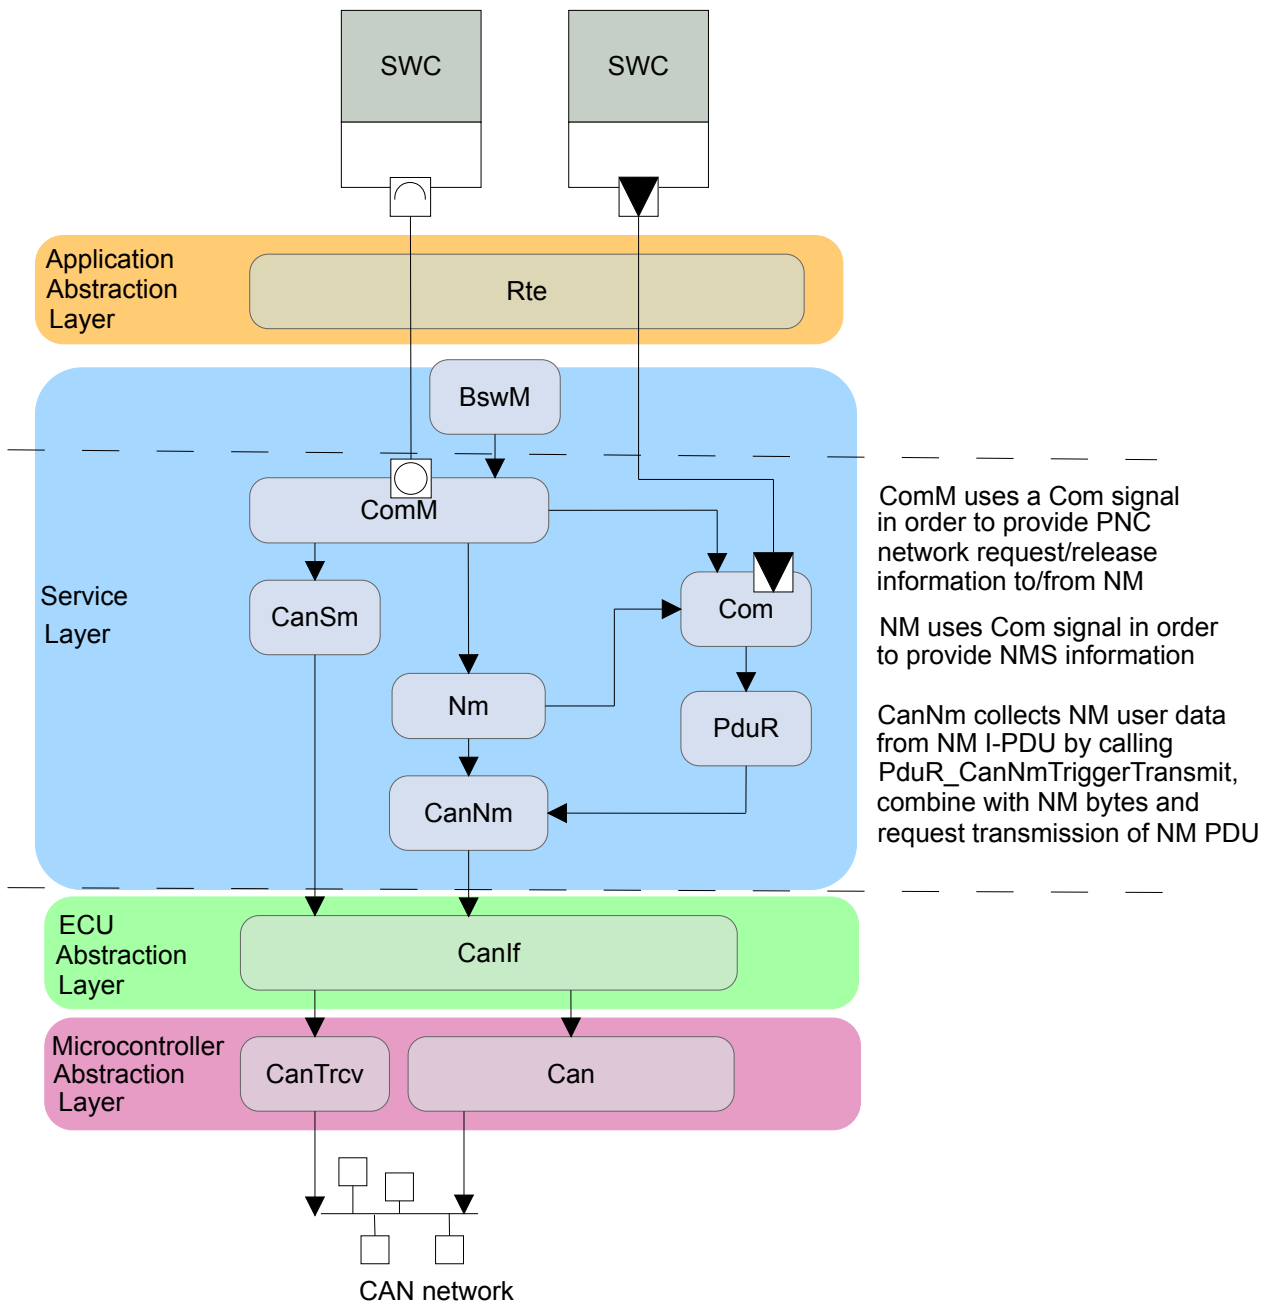 SWC
SWC
Application
Abstraction
Layer
Rte
BswM
ComM
CanSm
Com
Service
Layer
Nm
PduR
CanNm
ComM uses a Com signal
in order to provide PNC
network request/release
information to/from NM
NM uses Com signal in order
to provide NMS information
CanNm collects NM user data
from NM I-PDU by calling
PduR_CanNmTriggerTransmit,
combine with NM bytes and
request transmission of NM PDU
ECU
Abstraction
Layer
CanIf
Microcontroller
Abstraction
Layer
CanTrcv
Can
CAN network